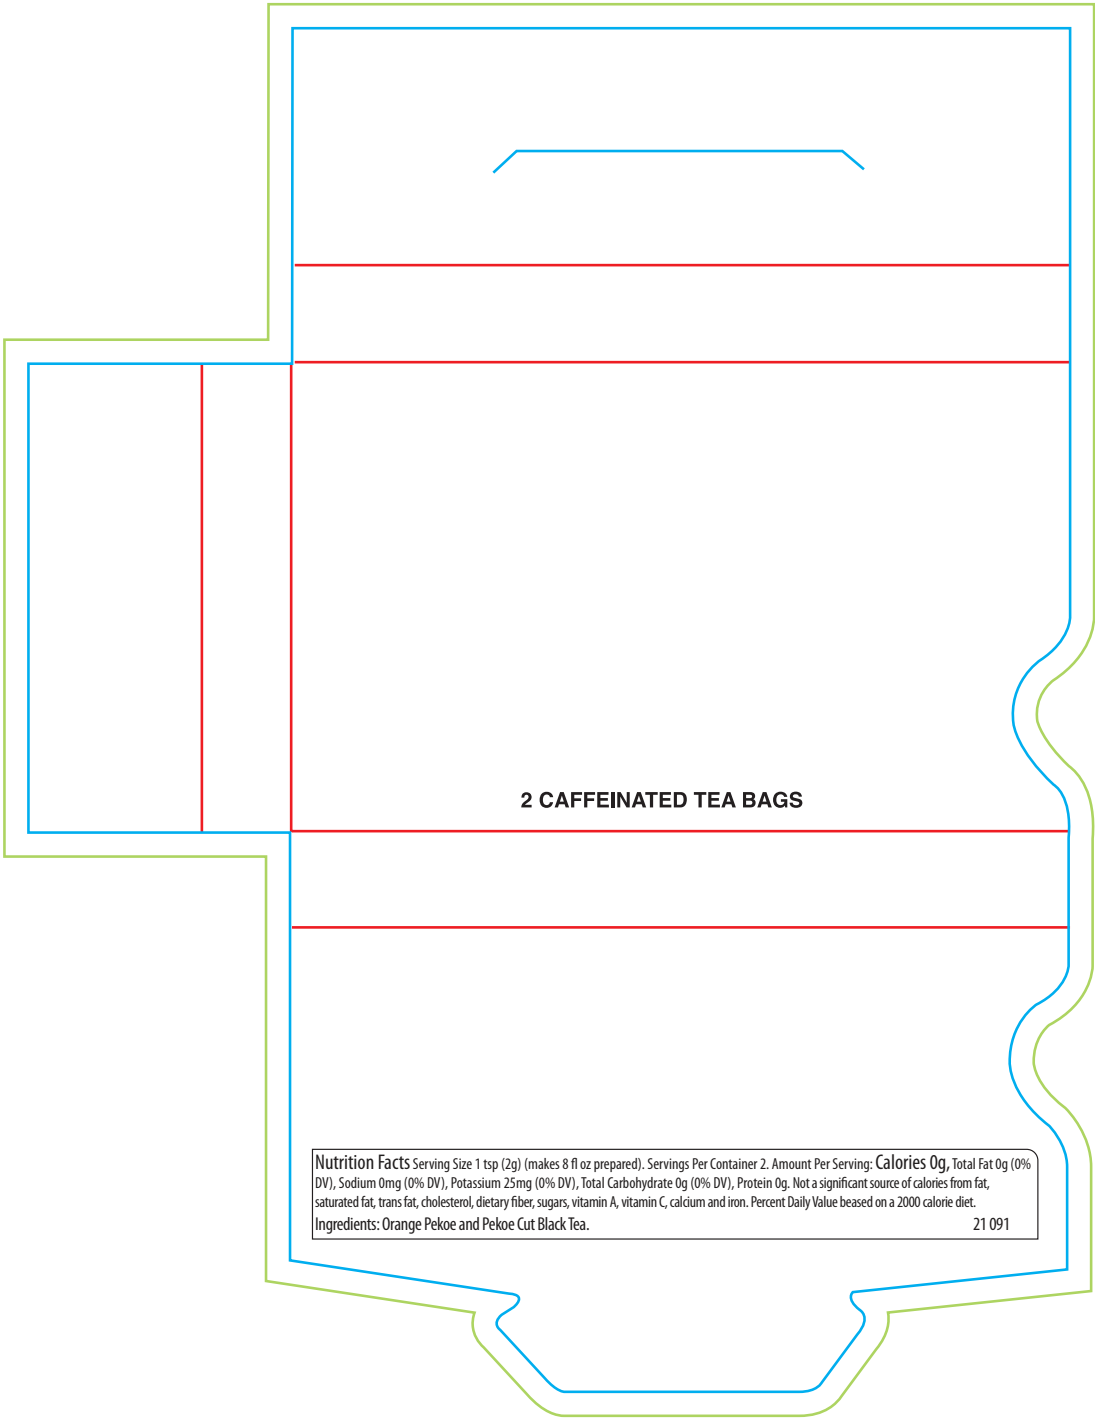 2 CAFFEINATED TEA BAGS
Nutrition Facts Serving Size 1 tsp (2g) (makes 8 fl oz prepared). Servings Per Container 2. Amount Per Serving: Calories 0g, Total Fat 0g (0%
DV), Sodium 0mg (0% DV), Potassium 25mg (0% DV), Total Carbohydrate 0g (0% DV), Protein 0g. Not a significant source of calories from fat,
saturated fat, trans fat, cholesterol, dietary fiber, sugars, vitamin A, vitamin C, calcium and iron. Percent Daily Value beased on a 2000 calorie diet.
Ingredients: Orange Pekoe and Pekoe Cut Black Tea. 21 091